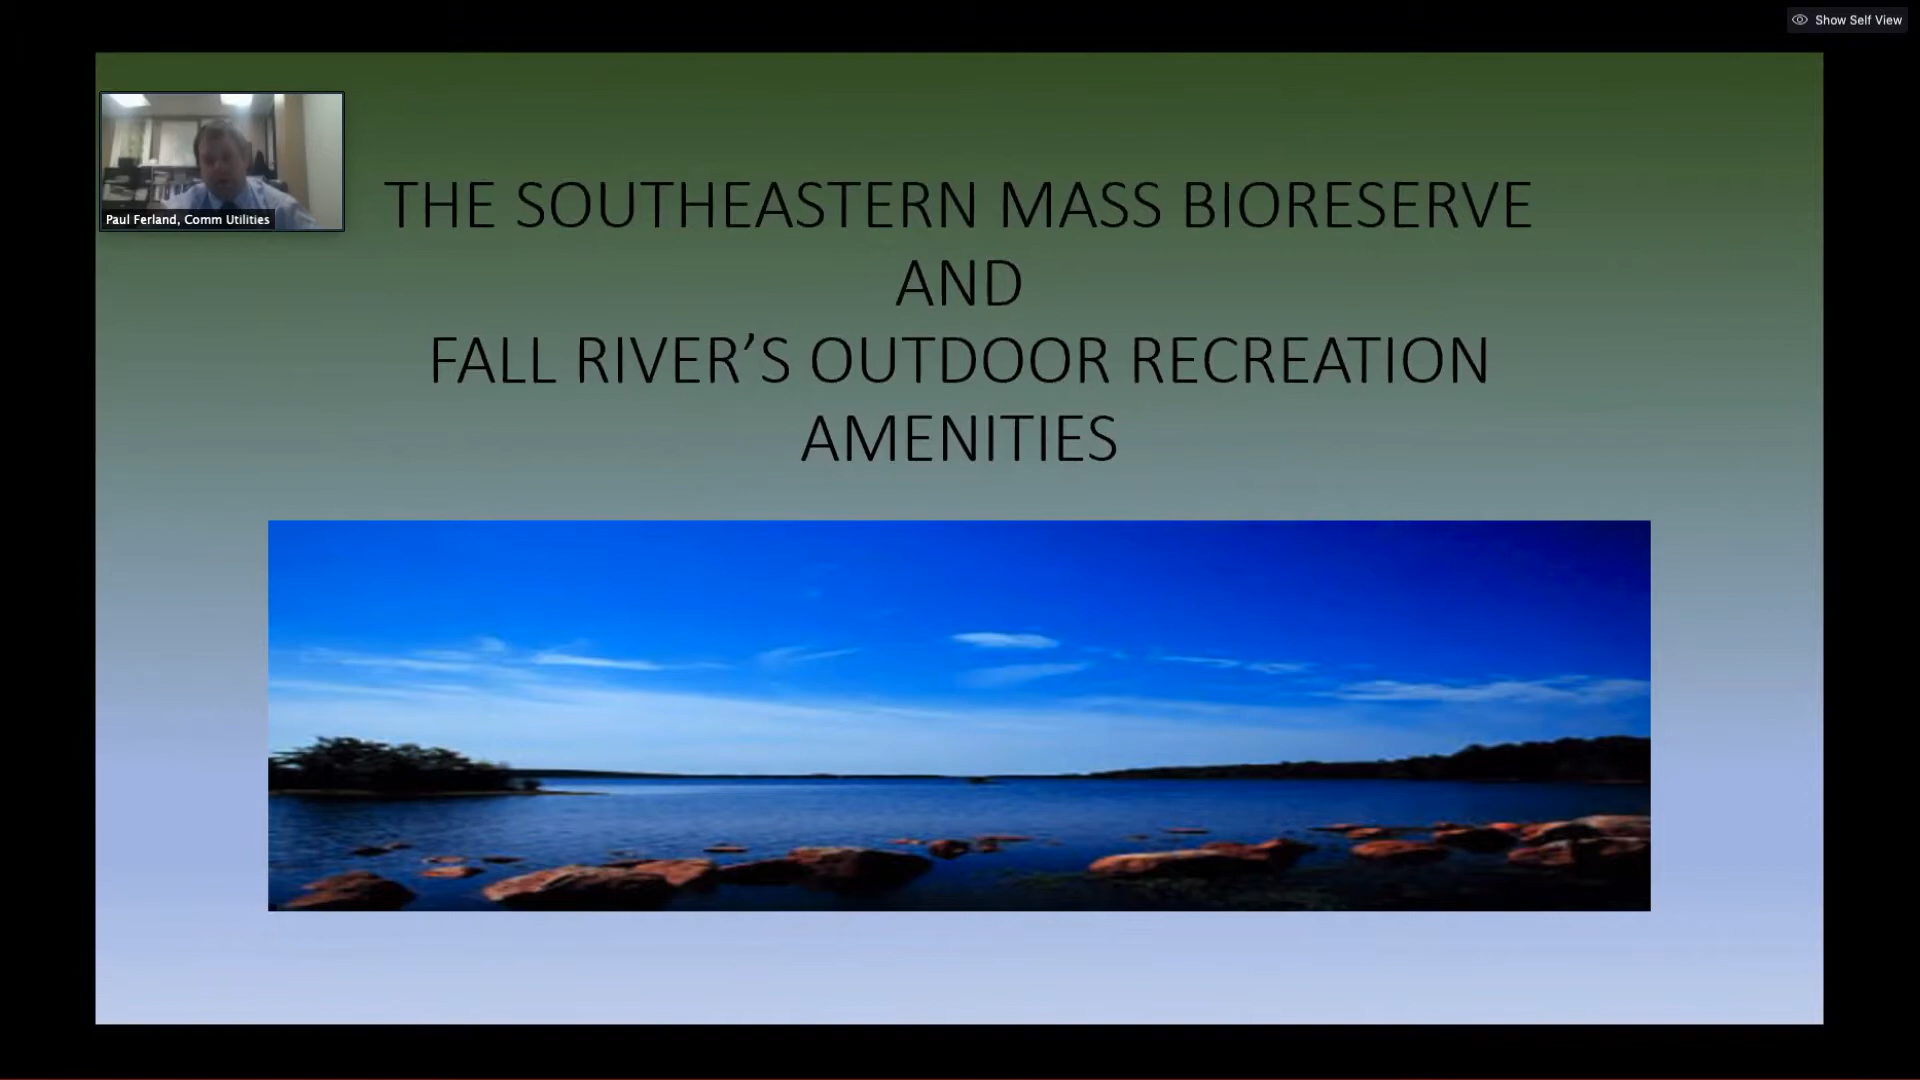 Show Self View
Paul Ferland, Comm Utilities
THE SOUTHEASTERN MASS BIORESERVE
AND
FALL RIVER’S OUTDOOR RECREATION
AMENITIES